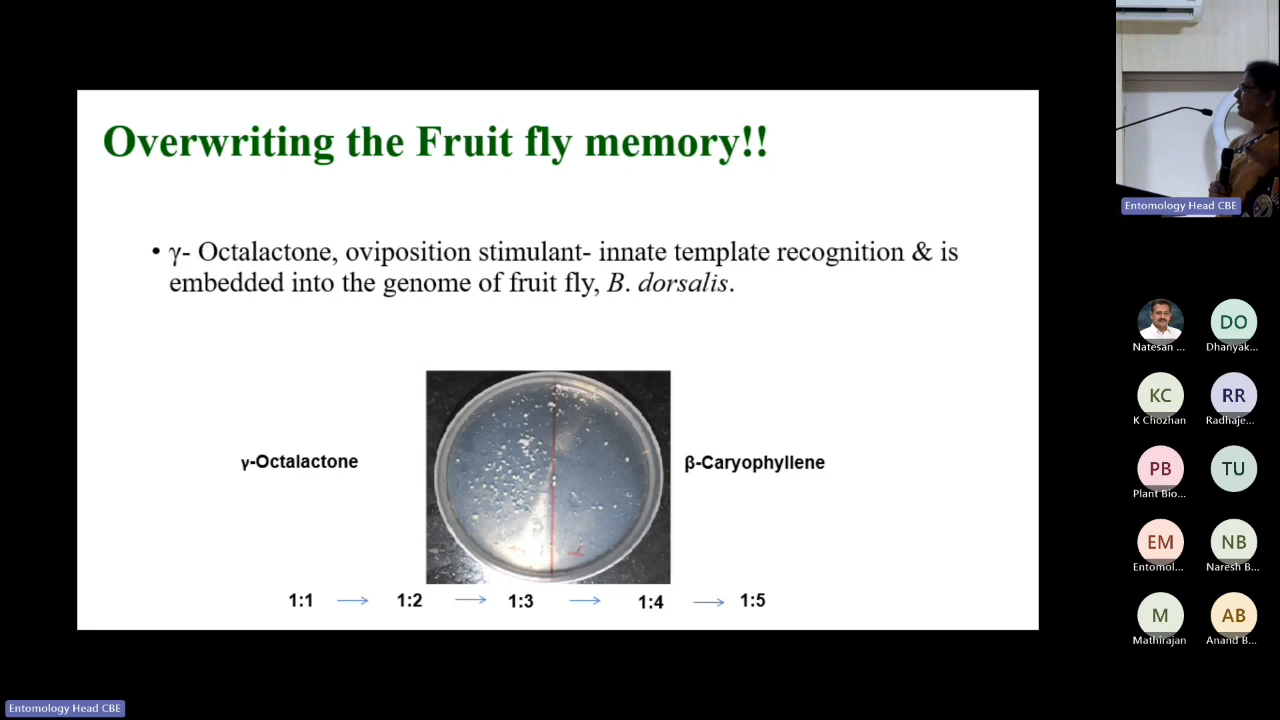 Overwriting the Fruit fly memory!!
• γ- Octalactone, oviposition stimulant- innate template recognition & is
embedded into the genome of fruit fly, B. dorsalis.
γ-Octalactone
β-Caryophyllene
1:1 → 1:2 → 1:3 → 1:4 → 1:5
Entomology Head CBE
DO
Natesan ...
Dhanyak...
KC
RR
K Chozhan
Radhaje...
PB
TU
Plant Bio...
EM
NB
Entomol...
Naresh B...
M
AB
Mathirajan
Anand B...
Entomology Head CBE